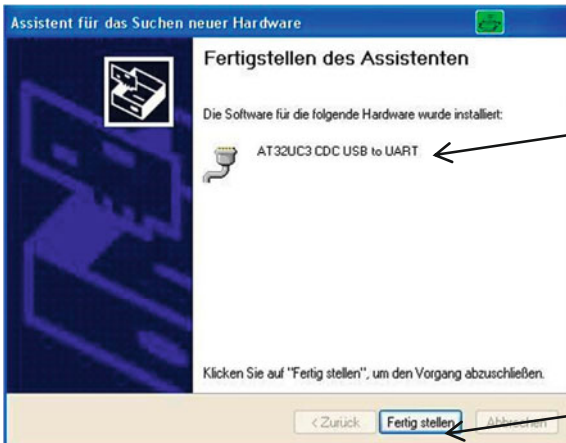 Assistent für das Suchen neuer Hardware
Fertigstellen des Assistenten
Die Software für die folgende Hardware wurde installiert:
AT32UC3 CDC USB to UART
Klicken Sie auf "Fertig stellen", um den Vorgang abzuschließen.
< Zurück Fertig stellen Abbrechen